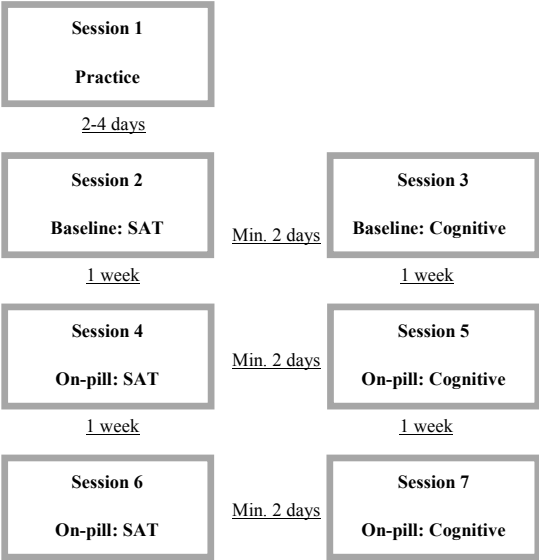 Session 1
Practice
2-4 days
Session 2
Baseline: SAT
Min. 2 days
Session 3
Baseline: Cognitive
1 week
1 week
Session 4
On-pill: SAT
Min. 2 days
Session 5
On-pill: Cognitive
1 week
1 week
Session 6
On-pill: SAT
Min. 2 days
Session 7
On-pill: Cognitive